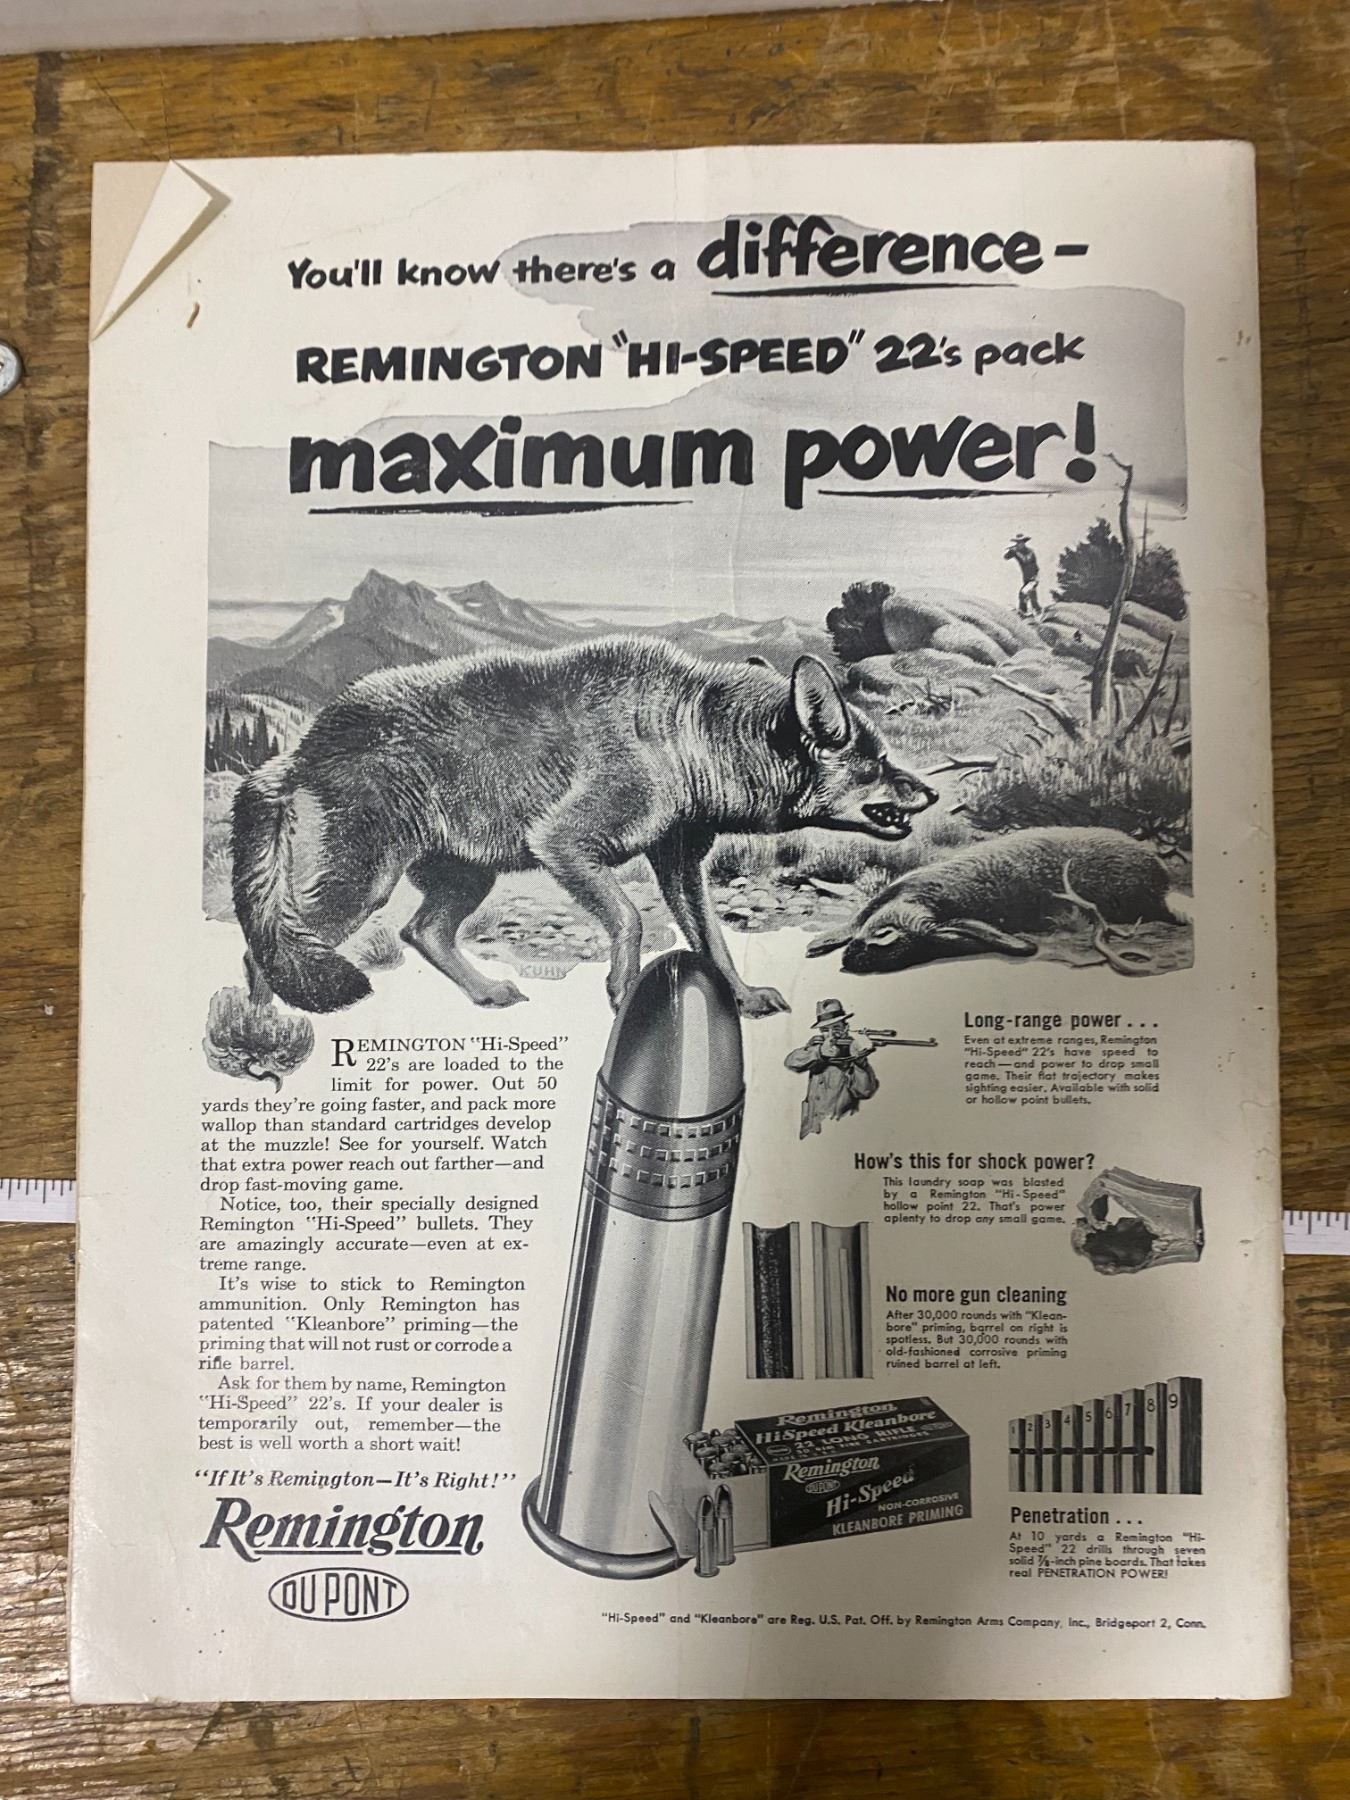 You'll know there's a difference—
REMINGTON "HI-SPEED" 22's pack
maximum power!
KUHN
REMINGTON "Hi-Speed"
22's are loaded to the
limit for power. Out 50
yards they're going faster, and pack more
wallop than standard cartridges develop
at the muzzle! See for yourself. Watch
that extra power reach out farther—and
drop fast-moving game.
Notice, too, their specially designed
Remington "Hi-Speed" bullets. They
are amazingly accurate—even at ex-
treme range.
It's wise to stick to Remington
ammunition. Only Remington has
patented "Kleanbore" priming—the
priming that will not rust or corrode a
rifle barrel.
Ask for them by name, Remington
"Hi-Speed" 22's. If your dealer is
temporarily out, remember—the
best is well worth a short wait!
"If It's Remington—It's Right!"
Remington
DU PONT
Long-range power . . .
Even at extreme ranges, Remington
"Hi-Speed" 22's have speed to
reach—and power to drop small
game. Their flat trajectory makes
sighting easier. Available with solid
or hollow point bullets.
How's this for shock power?
This laundry soap was blasted
by a Remington "Hi-Speed"
hollow point 22. That's power
aplenty to drop any small game.
No more gun cleaning
After 30,000 rounds with "Klean-
bore" priming, barrel on right is
spotless. But 30,000 rounds with
old-fashioned corrosive priming
ruined barrel at left.
Remington
HiSpeed Kleanbore
22 LONG RIFLE
Remington
DU PONT
Hi-Speed
NON-CORROSIVE
KLEANBORE PRIMING
1 2 3 4 5 6 7 8 9
Penetration . . .
At 10 yards a Remington "Hi-
Speed" 22 drills through seven
solid 7/8-inch pine boards. That takes
real PENETRATION POWER!
"Hi-Speed" and "Kleanbore" are Reg. U.S. Pat. Off. by Remington Arms Company, Inc., Bridgeport 2, Conn.